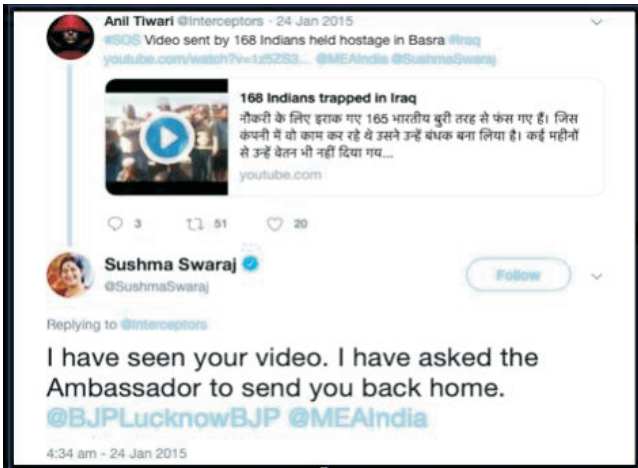 Anil Tiwari @Interceptors - 24 Jan 2015
#SOS Video sent by 168 Indians held hostage in Basra #Iraq
youtube.com/watch?v=1z5ZS3... @MEAIndia @SushmaSwaraj
168 Indians trapped in Iraq
नौकरी के लिए इराक गए 165 भारतीय बुरी तरह से फंस गए हैं। जिस
कंपनी में वो काम कर रहे थे उसने उन्हें बंधक बना लिया है। कई महीनों
से उन्हें वेतन भी नहीं दिया गय...
youtube.com
3 51 20
Sushma Swaraj
@SushmaSwaraj
Follow
Replying to @Interceptors
I have seen your video. I have asked the
Ambassador to send you back home.
@BJPLucknowBJP @MEAIndia
4:34 am - 24 Jan 2015